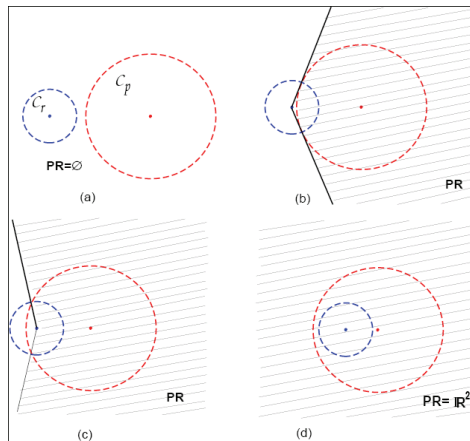 C_r
C_p
PR=∅
(a)
PR
(b)
PR
(c)
PR= ℝ²
(d)